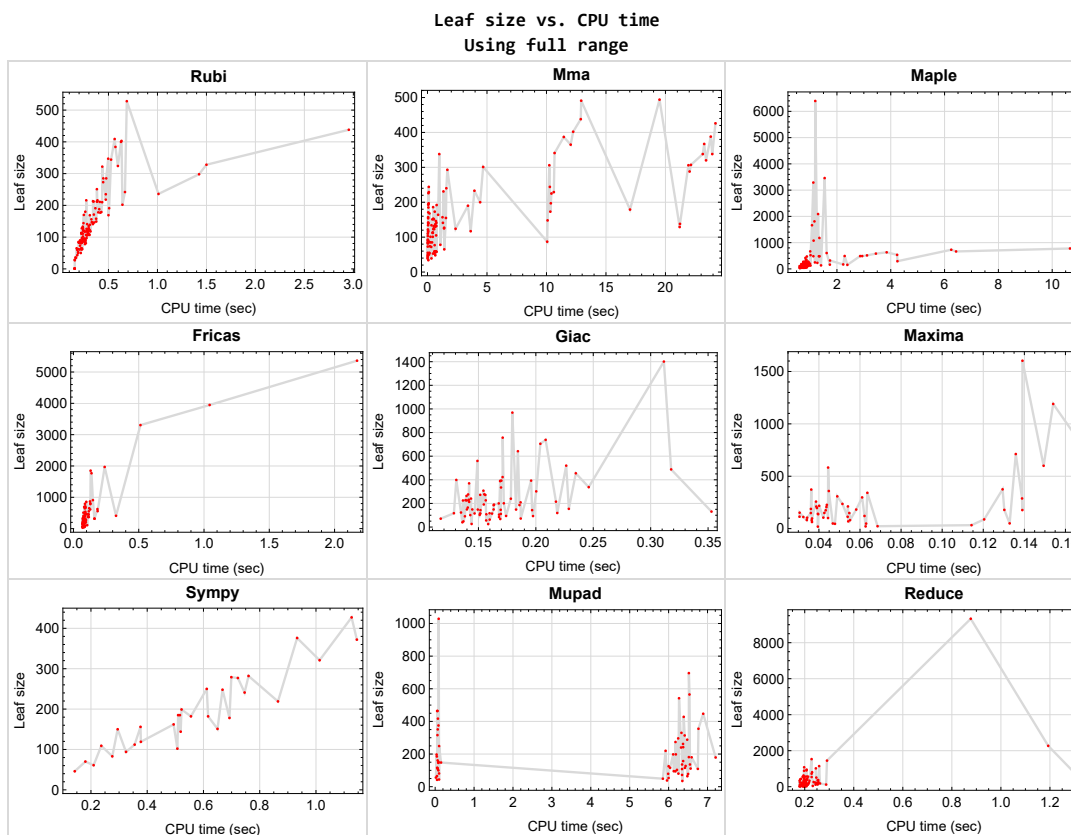 Leaf size vs. CPU time
Using full range
Rubi
Leaf size
500
400
300
200
100
0
0.5 1.0 1.5 2.0 2.5 3.0
CPU time (sec)
Mma
Leaf size
500
400
300
200
100
0
0 5 10 15 20
CPU time (sec)
Maple
Leaf size
6000
5000
4000
3000
2000
1000
0
2 4 6 8 10
CPU time (sec)
Fricas
Leaf size
5000
4000
3000
2000
1000
0
0.0 0.5 1.0 1.5 2.0
CPU time (sec)
Giac
Leaf size
1400
1200
1000
800
600
400
200
0
0.15 0.20 0.25 0.30 0.35
CPU time (sec)
Maxima
Leaf size
1500
1000
500
0
0.04 0.06 0.08 0.10 0.12 0.14
CPU time (sec)
Sympy
Leaf size
400
300
200
100
0
0.2 0.4 0.6 0.8 1.0
CPU time (sec)
Mupad
Leaf size
1000
800
600
400
200
0
0 1 2 3 4 5 6 7
CPU time (sec)
Reduce
Leaf size
8000
6000
4000
2000
0
0.2 0.4 0.6 0.8 1.0 1.2
CPU time (sec)